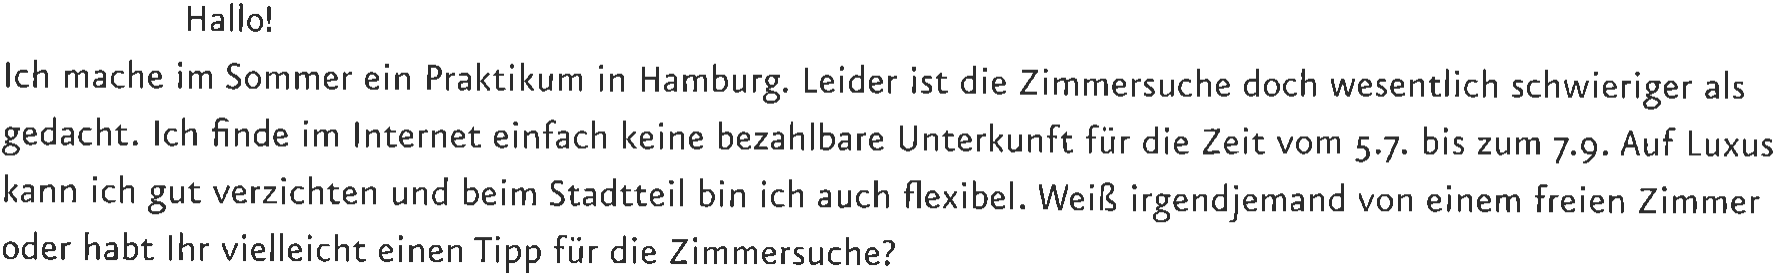 Hallo!
Ich mache im Sommer ein Praktikum in Hamburg. Leider ist die Zimmersuche doch wesentlich schwieriger als
gedacht. Ich finde im Internet einfach keine bezahlbare Unterkunft für die Zeit vom 5.7. bis zum 7.9. Auf Luxus
kann ich gut verzichten und beim Stadtteil bin ich auch flexibel. Weiß irgendjemand von einem freien Zimmer
oder habt Ihr vielleicht einen Tipp für die Zimmersuche?